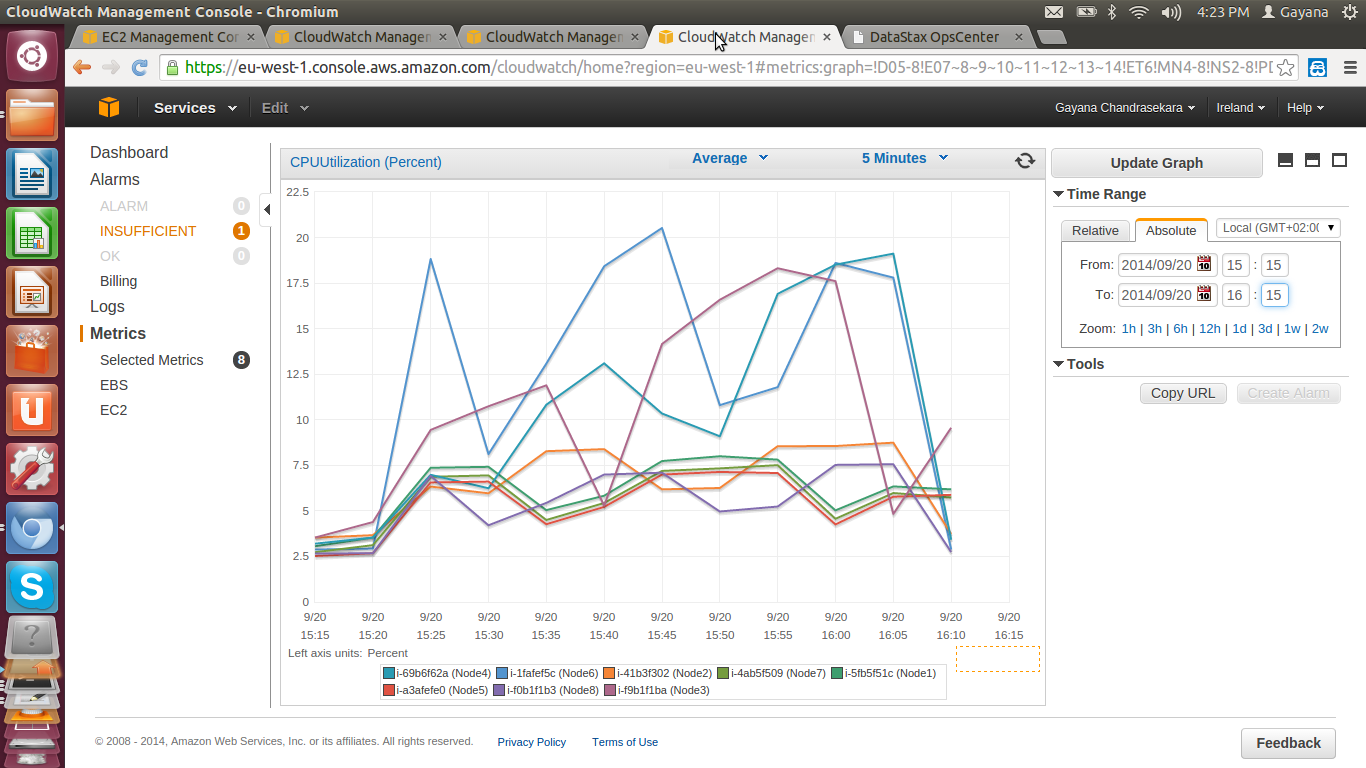 CloudWatch Management Console - Chromium
4:23 PM Gayana
EC2 Management Cor × CloudWatch Managem × CloudWatch Managem × CloudWatch Managem × DataStax OpsCenter ×
https://eu-west-1.console.aws.amazon.com/cloudwatch/home?region=eu-west-1#metrics:graph=!D05-8!E07~8~9~10~11~12~13~14!ET6!MN4-8!NS2-8!PD
Services Edit Gayana Chandrasekara Ireland Help
Dashboard
Alarms
ALARM 0
INSUFFICIENT 1
OK 0
Billing
Logs
Metrics
Selected Metrics 8
EBS
EC2
CPUUtilization (Percent) Average 5 Minutes
22.5
20
17.5
15
12.5
10
7.5
5
2.5
0
9/20 9/20 9/20 9/20 9/20 9/20 9/20 9/20 9/20 9/20 9/20 9/20 9/20
15:15 15:20 15:25 15:30 15:35 15:40 15:45 15:50 15:55 16:00 16:05 16:10 16:15
Left axis units: Percent
i-69b6f62a (Node4) i-1fafef5c (Node6) i-41b3f302 (Node2) i-4ab5f509 (Node7) i-5fb5f51c (Node1)
i-a3afefe0 (Node5) i-f0b1f1b3 (Node8) i-f9b1f1ba (Node3)
Update Graph
Time Range
Relative Absolute Local (GMT+02:00
From: 2014/09/20 10 15 : 15
To: 2014/09/20 10 16 : 15
Zoom: 1h | 3h | 6h | 12h | 1d | 3d | 1w | 2w
Tools
Copy URL Create Alarm
© 2008 - 2014, Amazon Web Services, Inc. or its affiliates. All rights reserved. Privacy Policy Terms of Use
Feedback